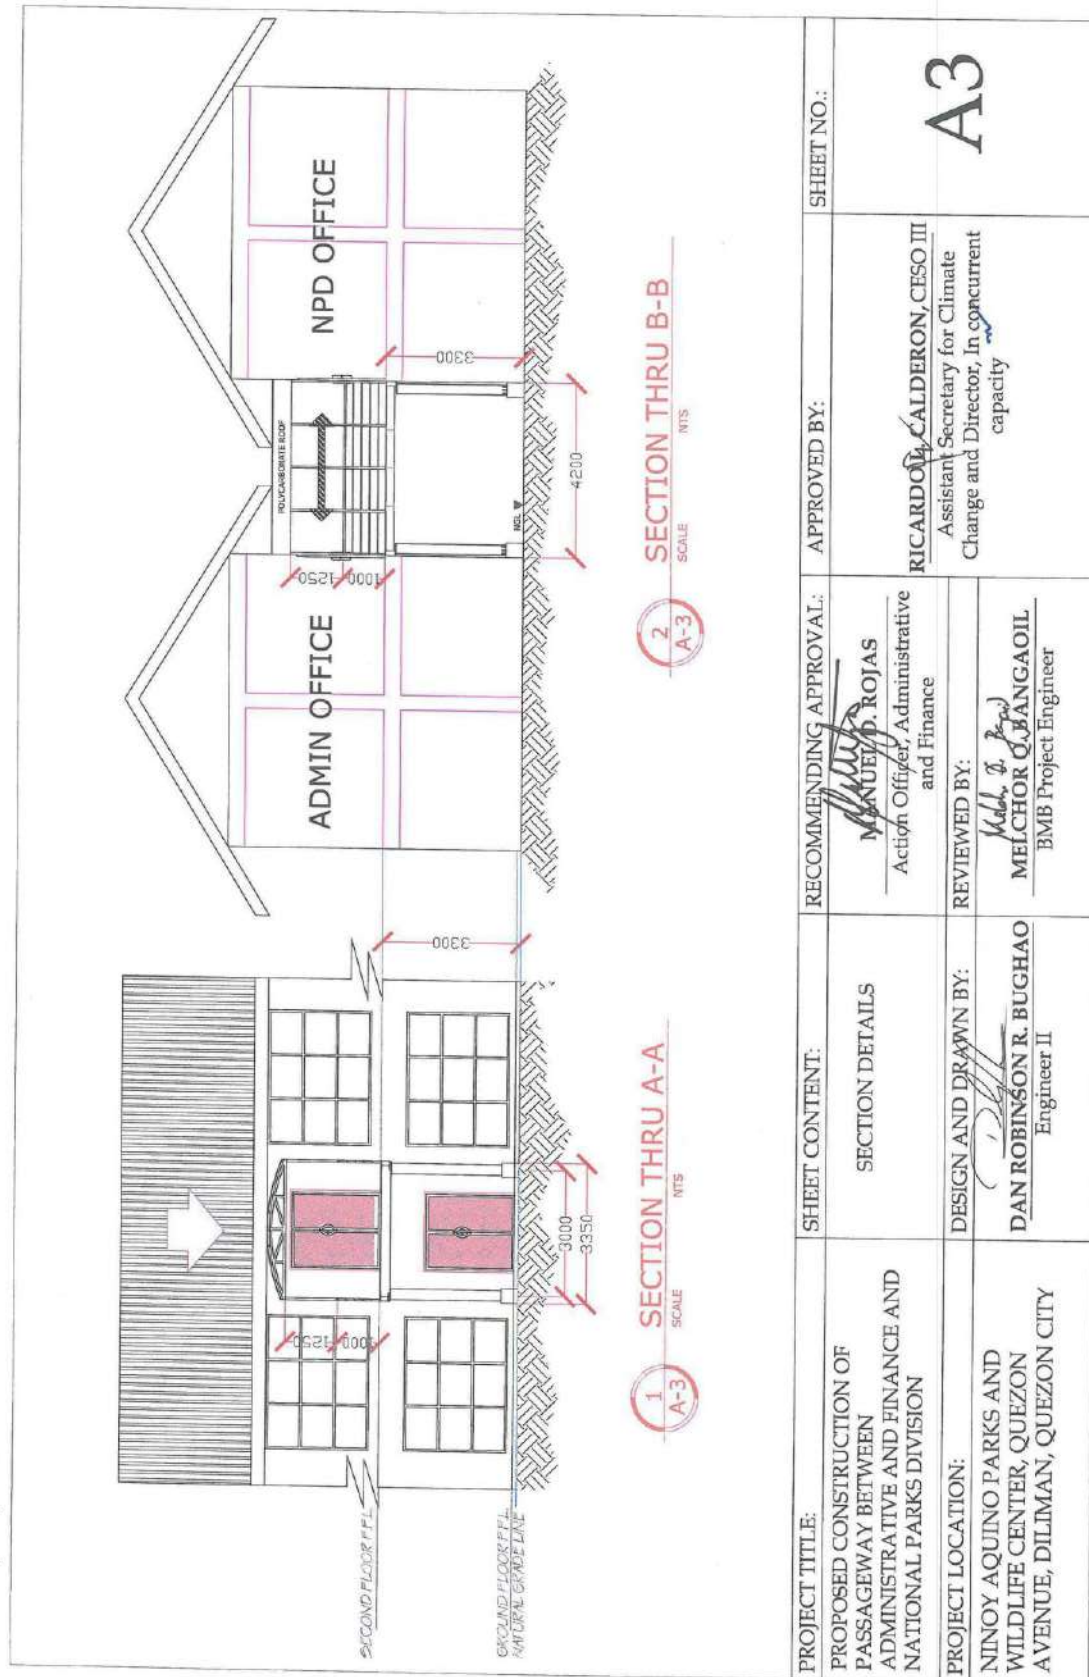 SECOND FLOOR F.F.L.
GROUND FLOOR F.F.L.
NATURAL GRADE LINE
1250
1000
3300
3000
3350
1
A-3
SECTION THRU A-A
SCALE NTS
ADMIN OFFICE
NPD OFFICE
POLYCARBONATE ROOF
1250
1000
3300
NGL
4200
2
A-3
SECTION THRU B-B
SCALE NTS
PROJECT TITLE:
PROPOSED CONSTRUCTION OF
PASSAGEWAY BETWEEN
ADMINISTRATIVE AND FINANCE AND
NATIONAL PARKS DIVISION
PROJECT LOCATION:
NINOY AQUINO PARKS AND
WILDLIFE CENTER, QUEZON
AVENUE, DILIMAN, QUEZON CITY
SHEET CONTENT:
SECTION DETAILS
DESIGN AND DRAWN BY:
DAN ROBINSON R. BUGHAO
Engineer II
RECOMMENDING APPROVAL:
MANUEL D. ROJAS
Action Officer, Administrative
and Finance
REVIEWED BY:
MELCHOR Q. BANGAOIL
BMB Project Engineer
APPROVED BY:
RICARDO L. CALDERON, CESO III
Assistant Secretary for Climate
Change and Director, In concurrent
capacity
SHEET NO.:
A3